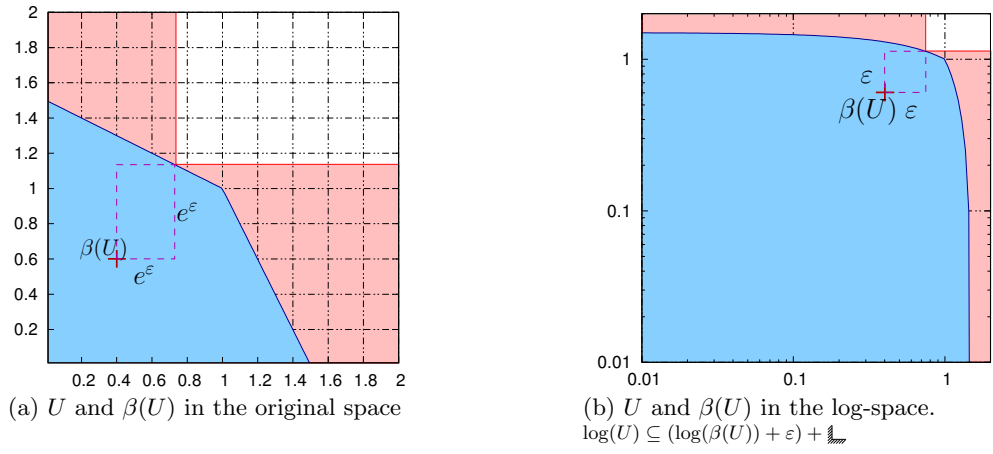 2
1.8
1.6
1.4
1.2
1
0.8
0.6
0.4
0.2
β(U)
e^ε
e^ε
0.2 0.4 0.6 0.8 1 1.2 1.4 1.6 1.8 2
(a) U and β(U) in the original space
1
0.1
0.01
ε
β(U) ε
0.01 0.1 1
(b) U and β(U) in the log-space.
log(U) ⊆ (log(β(U)) + ε) +